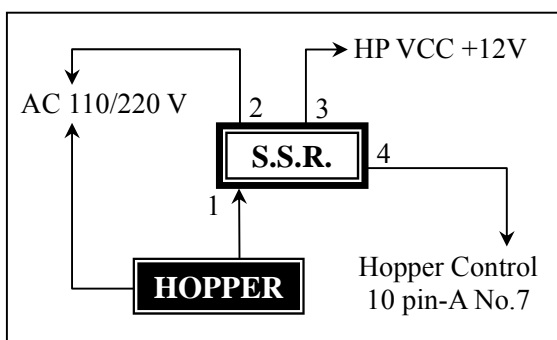 HP VCC +12V
AC 110/220 V
2
3
S.S.R.
4
1
HOPPER
Hopper Control
10 pin-A No.7